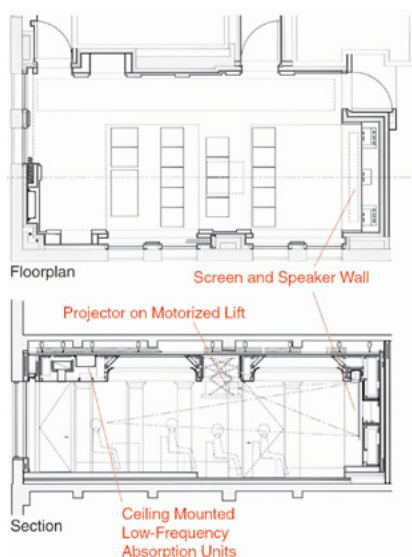 Floorplan
Screen and Speaker Wall
Projector on Motorized Lift
Section
Ceiling Mounted
Low-Frequency
Absorption Units